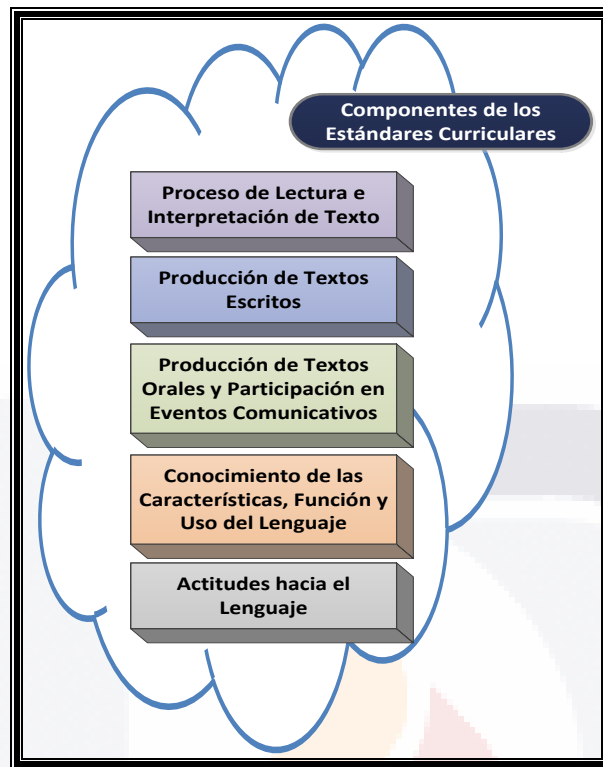 Componentes de los
Estándares Curriculares
Proceso de Lectura e
Interpretación de Texto
Producción de Textos
Escritos
Producción de Textos
Orales y Participación en
Eventos Comunicativos
Conocimiento de las
Características, Función y
Uso del Lenguaje
Actitudes hacia el
Lenguaje